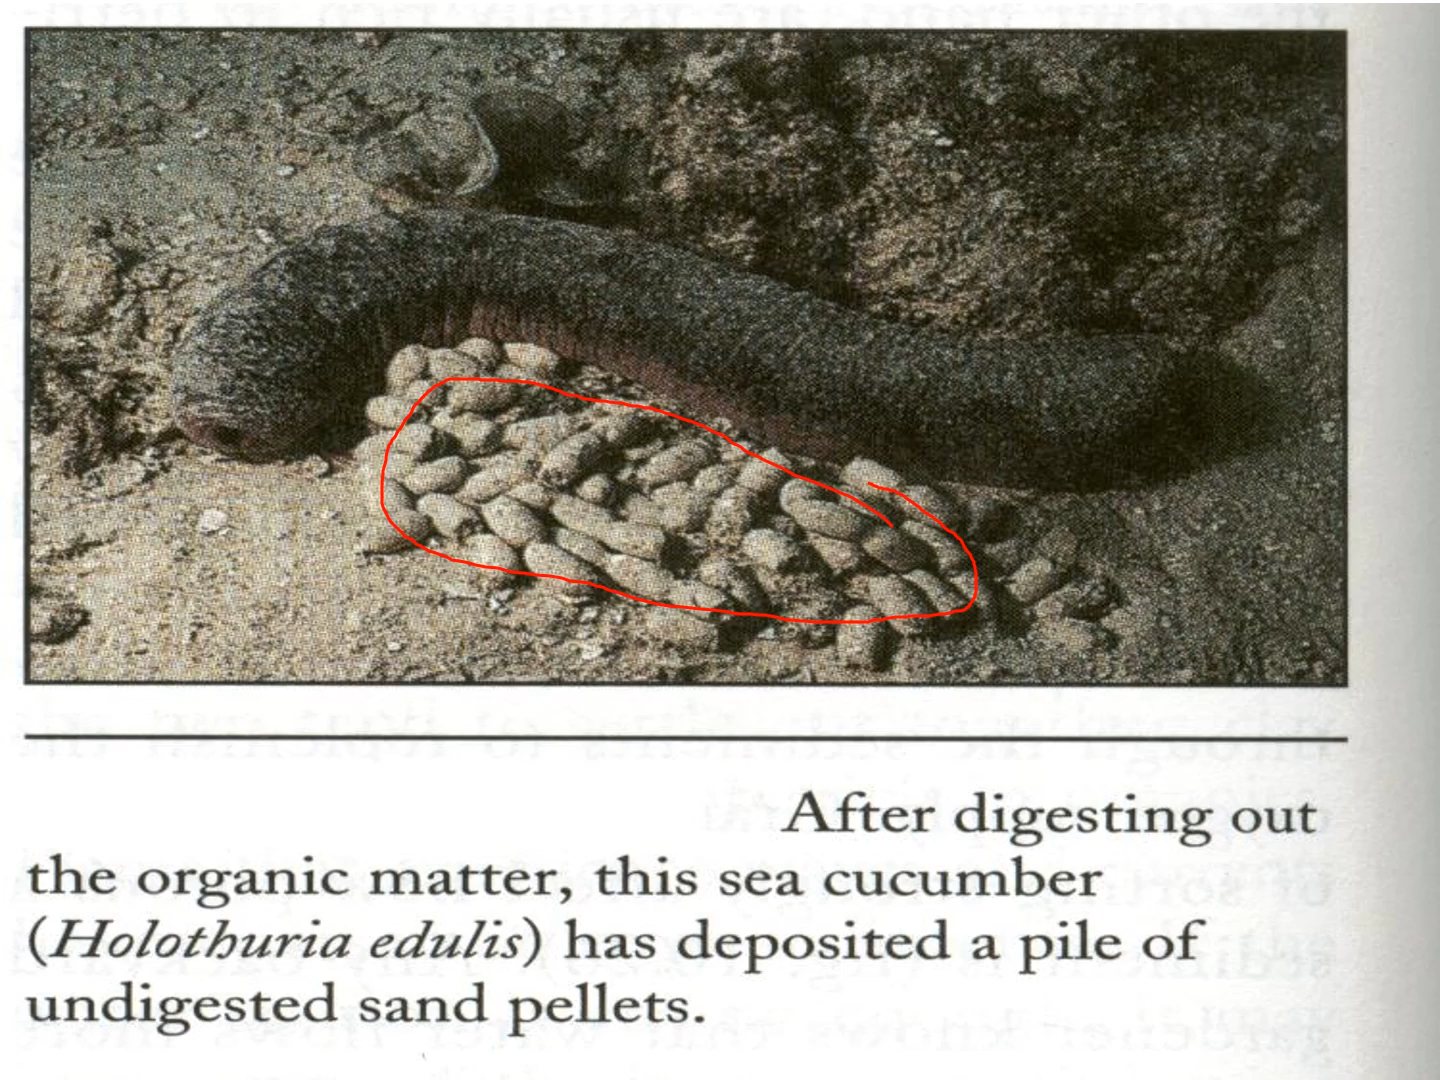 After digesting out
the organic matter, this sea cucumber
(Holothuria edulis) has deposited a pile of
undigested sand pellets.